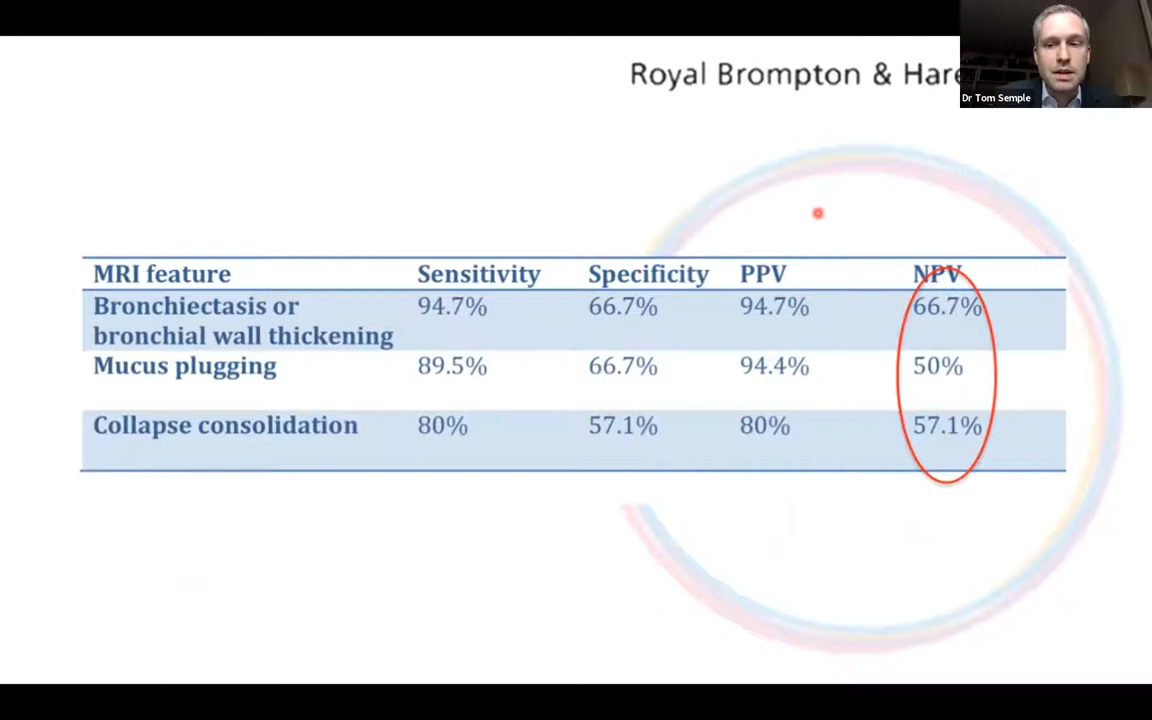 Royal Brompton & Hare
Dr Tom Semple
MRI feature Sensitivity Specificity PPV NPV
Bronchiectasis or 94.7% 66.7% 94.7% 66.7%
bronchial wall thickening
Mucus plugging 89.5% 66.7% 94.4% 50%
Collapse consolidation 80% 57.1% 80% 57.1%